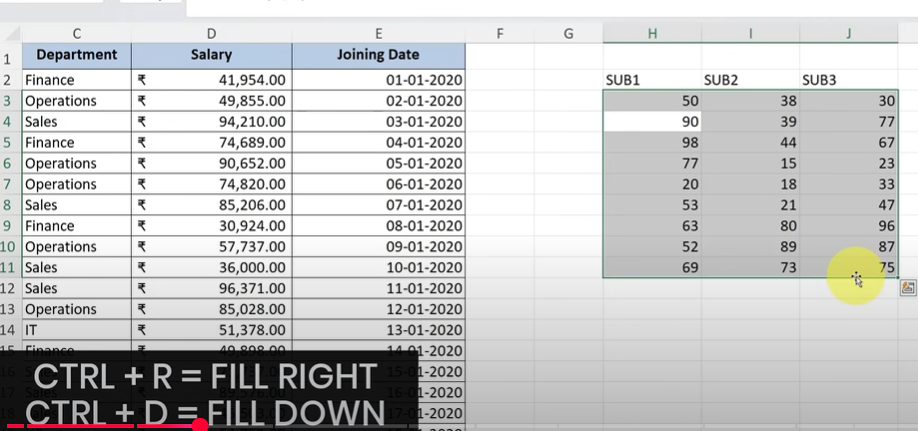 C D E F G H I J
1 Department Salary Joining Date
2 Finance ₹ 41,954.00 01-01-2020 SUB1 SUB2 SUB3
3 Operations ₹ 49,855.00 02-01-2020 50 38 30
4 Sales ₹ 94,210.00 03-01-2020 90 39 77
5 Finance ₹ 74,689.00 04-01-2020 98 44 67
6 Operations ₹ 90,652.00 05-01-2020 77 15 23
7 Operations ₹ 74,820.00 06-01-2020 20 18 33
8 Sales ₹ 85,206.00 07-01-2020 53 21 47
9 Finance ₹ 30,924.00 08-01-2020 63 80 96
10 Operations ₹ 57,737.00 09-01-2020 52 89 87
11 Sales ₹ 36,000.00 10-01-2020 69 73 75
12 Sales ₹ 96,371.00 11-01-2020
13 Operations ₹ 85,028.00 12-01-2020
14 IT ₹ 51,378.00 13-01-2020
15 Finance ₹ 49,898.00 14-01-2020
16 15-01-2020
17 Sales 16-01-2020
18 17-01-2020
CTRL + R = FILL RIGHT
CTRL + D = FILL DOWN